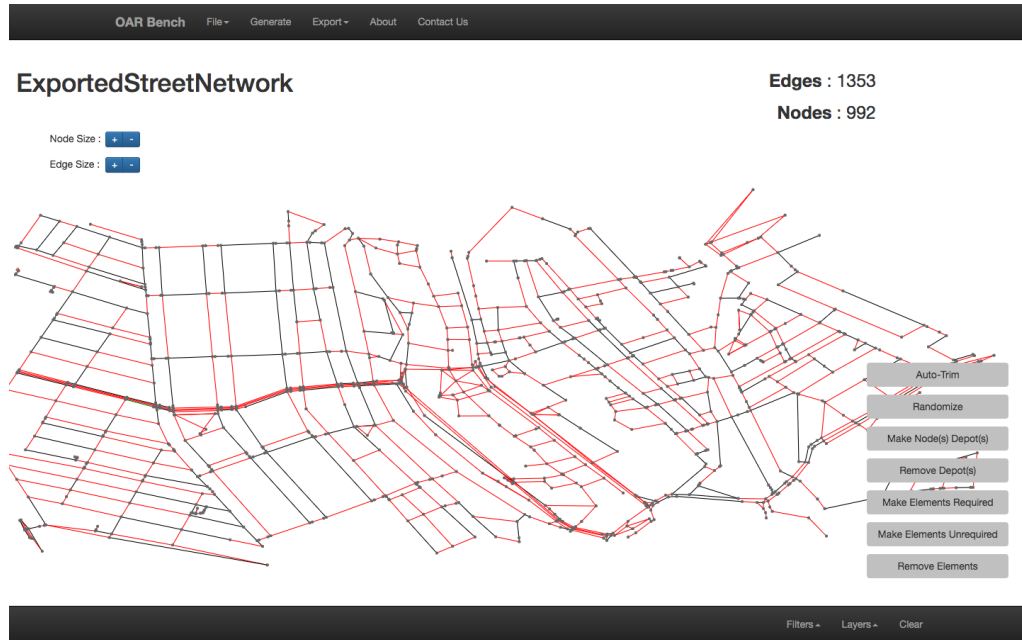 OAR Bench File Generate Export About Contact Us
ExportedStreetNetwork
Edges : 1353
Nodes : 992
Node Size : + -
Edge Size : + -
Auto-Trim
Randomize
Make Node(s) Depot(s)
Remove Depot(s)
Make Elements Required
Make Elements Unrequired
Remove Elements
Filters Layers Clear